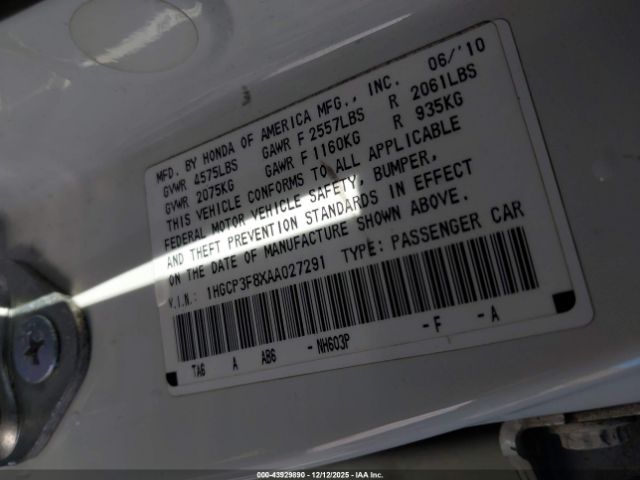 MFD. BY HONDA OF AMERICA MFG., INC. 06/'10
GVWR 4575LBS GAWR F 2557LBS R 2061LBS
GVWR 2075KG GAWR F 1160KG R 935KG
THIS VEHICLE CONFORMS TO ALL APPLICABLE
FEDERAL MOTOR VEHICLE SAFETY, BUMPER,
AND THEFT PREVENTION STANDARDS IN EFFECT
ON THE DATE OF MANUFACTURE SHOWN ABOVE.
V.I.N.: 1HGCP3F8XAA027291 TYPE: PASSENGER CAR
TA6 A AB6 - NH603P - F - A
000-43929890 - 12/12/2025 - IAA Inc.